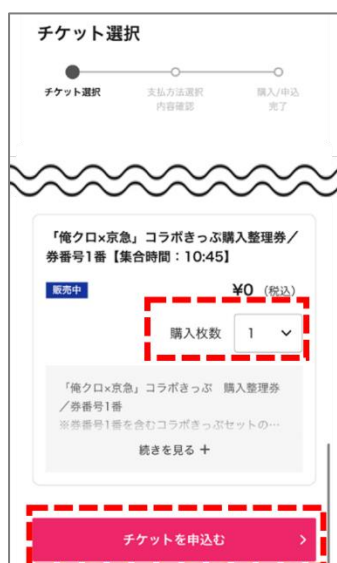 チケット選択
チケット選択
支払方法選択
内容確認
購入/申込
完了
「俺クロ×京急」コラボきっぷ購入整理券／
券番号1番【集合時間：10:45】
販売中
¥0 (税込)
購入枚数
1
「俺クロ×京急」コラボきっぷ 購入整理券
／券番号1番
※券番号1番を含むコラボきっぷセットの…
続きを見る +
チケットを申込む